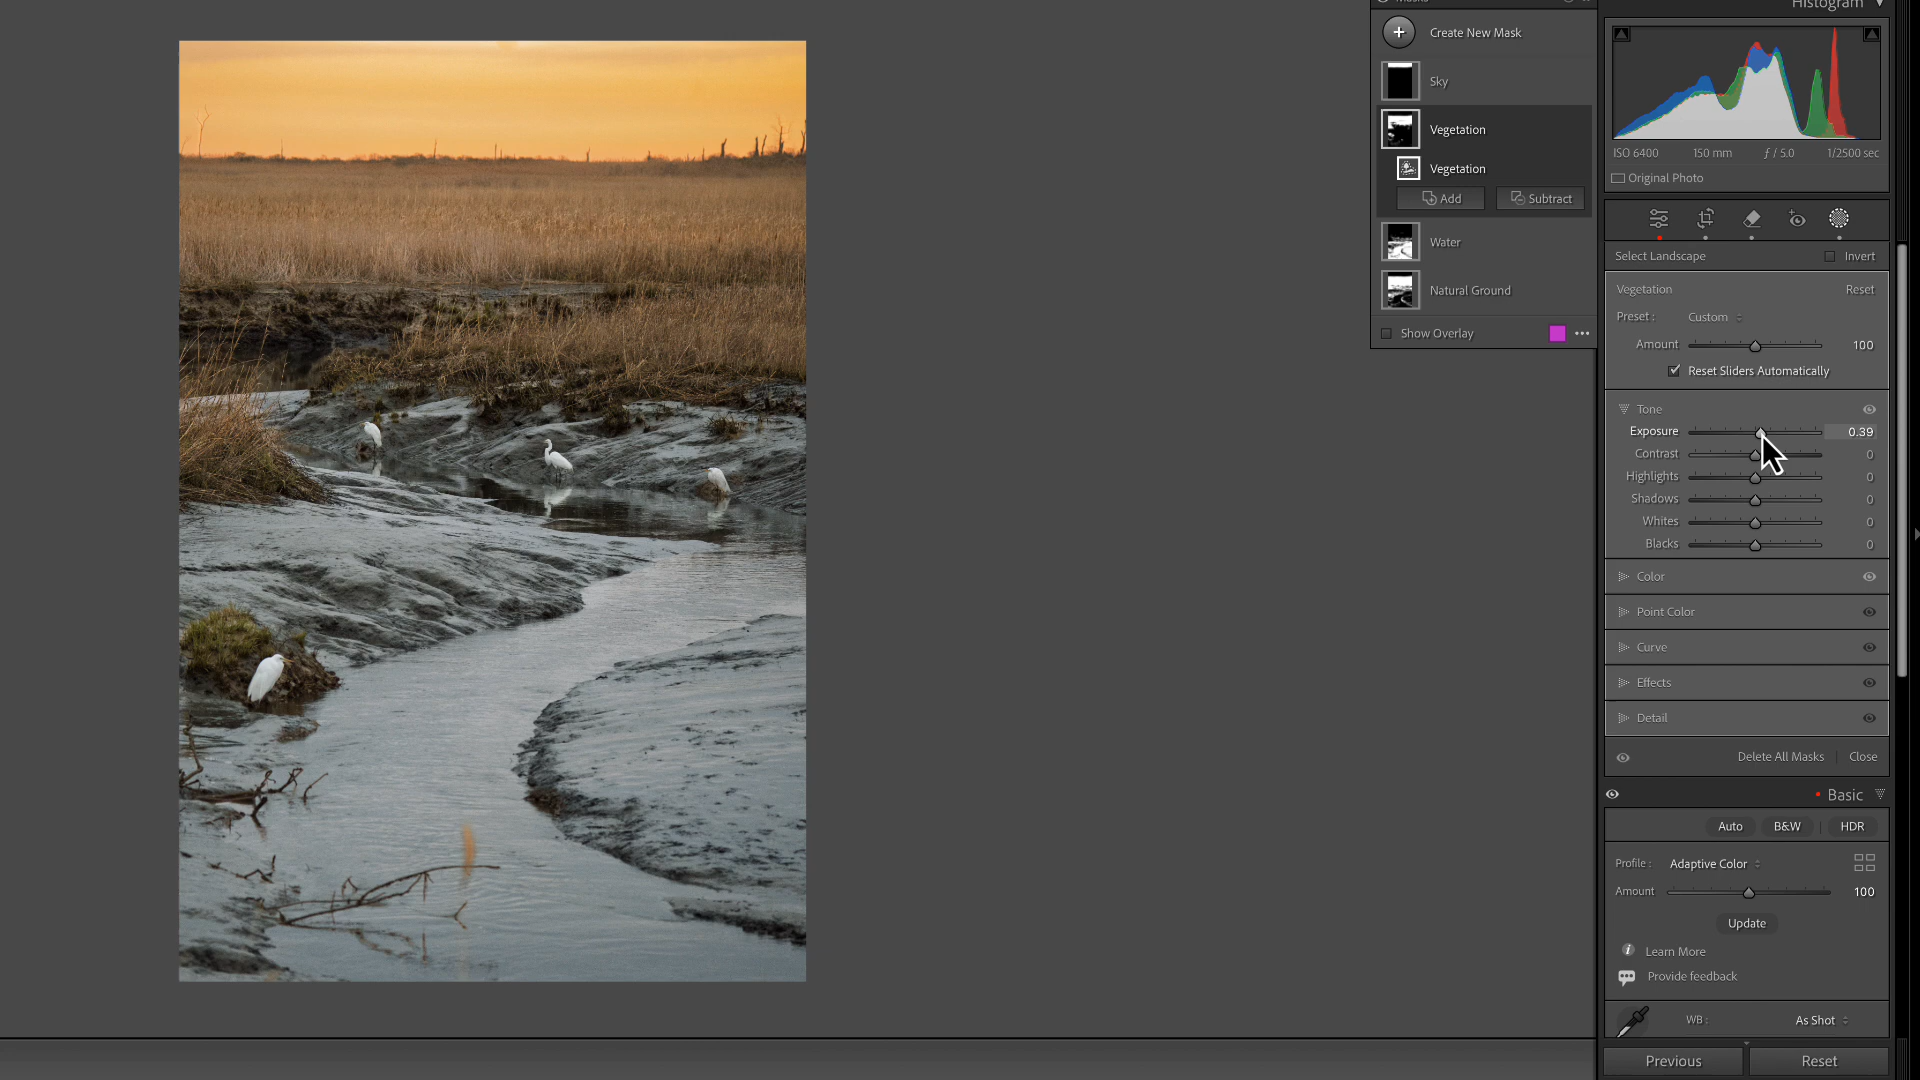 Masks
Histogram
Create New Mask
Sky
Vegetation
Vegetation
Add
Subtract
Water
Natural Ground
Show Overlay
ISO 6400
150 mm
ƒ / 5.0
1/2500 sec
Original Photo
Select Landscape
Invert
Vegetation
Reset
Preset :
Custom
Amount
100
Reset Sliders Automatically
Tone
Exposure
0.39
Contrast
0
Highlights
0
Shadows
0
Whites
0
Blacks
0
Color
Point Color
Curve
Effects
Detail
Delete All Masks
Close
Basic
Auto
B&W
HDR
Profile :
Adaptive Color
Amount
100
Update
Learn More
Provide feedback
WB :
As Shot
Previous
Reset